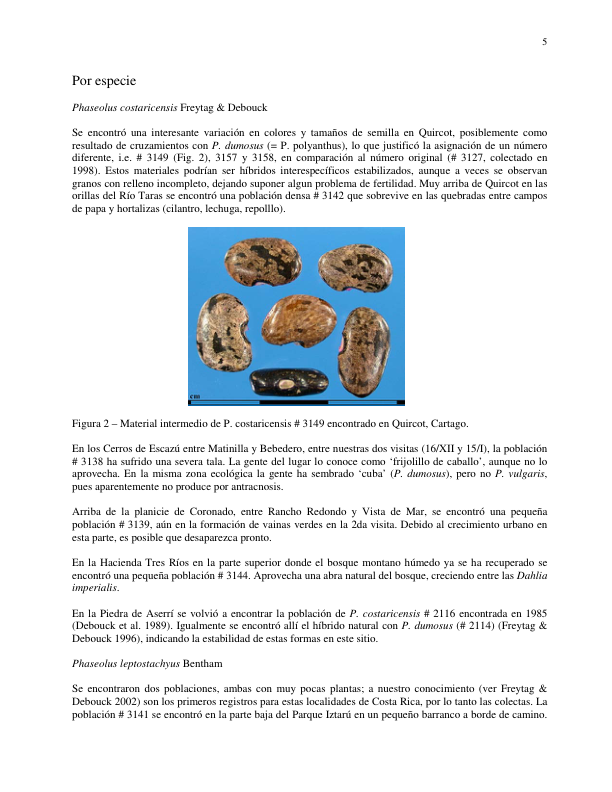 5
Por especie
Phaseolus costaricensis Freytag & Debouck
Se encontró una interesante variación en colores y tamaños de semilla en Quircot, posiblemente como
resultado de cruzamientos con P. dumosus (= P. polyanthus), lo que justificó la asignación de un número
diferente, i.e. # 3149 (Fig. 2), 3157 y 3158, en comparación al número original (# 3127, colectado en
1998). Estos materiales podrían ser híbridos interespecíficos estabilizados, aunque a veces se observan
granos con relleno incompleto, dejando suponer algun problema de fertilidad. Muy arriba de Quircot en las
orillas del Río Taras se encontró una población densa # 3142 que sobrevive en las quebradas entre campos
de papa y hortalizas (cilantro, lechuga, repolllo).
cm
Figura 2 – Material intermedio de P. costaricensis # 3149 encontrado en Quircot, Cartago.
En los Cerros de Escazú entre Matinilla y Bebedero, entre nuestras dos visitas (16/XII y 15/I), la población
# 3138 ha sufrido una severa tala. La gente del lugar lo conoce como ‘frijolillo de caballo’, aunque no lo
aprovecha. En la misma zona ecológica la gente ha sembrado ‘cuba’ (P. dumosus), pero no P. vulgaris,
pues aparentemente no produce por antracnosis.
Arriba de la planicie de Coronado, entre Rancho Redondo y Vista de Mar, se encontró una pequeña
población # 3139, aún en la formación de vainas verdes en la 2da visita. Debido al crecimiento urbano en
esta parte, es posible que desaparezca pronto.
En la Hacienda Tres Ríos en la parte superior donde el bosque montano húmedo ya se ha recuperado se
encontró una pequeña población # 3144. Aprovecha una abra natural del bosque, creciendo entre las Dahlia
imperialis.
En la Piedra de Aserrí se volvió a encontrar la población de P. costaricensis # 2116 encontrada en 1985
(Debouck et al. 1989). Igualmente se encontró allí el híbrido natural con P. dumosus (# 2114) (Freytag &
Debouck 1996), indicando la estabilidad de estas formas en este sitio.
Phaseolus leptostachyus Bentham
Se encontraron dos poblaciones, ambas con muy pocas plantas; a nuestro conocimiento (ver Freytag &
Debouck 2002) son los primeros registros para estas localidades de Costa Rica, por lo tanto las colectas. La
población # 3141 se encontró en la parte baja del Parque Iztarú en un pequeño barranco a borde de camino.